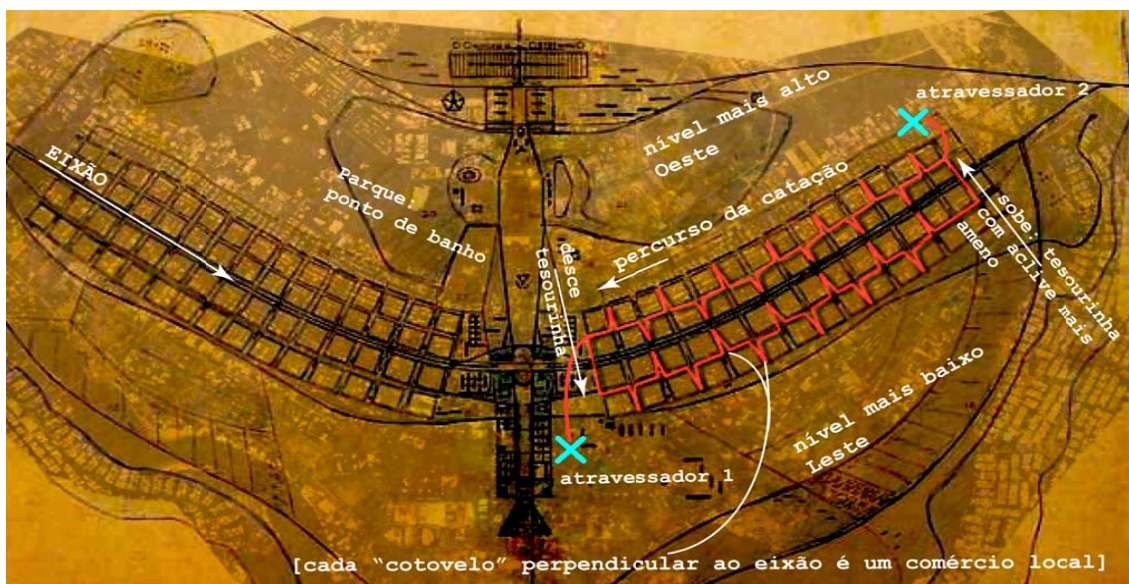 atravessador 2
nível mais alto
Oeste
EIXÃO
Parque:
ponto de banho
percurso da catação
desce
tesourinha
sobe: tesourinha
com aclive mais
ameno
nível mais baixo
Leste
atravessador 1
[cada “cotovelo” perpendicular ao eixão é um comércio local]